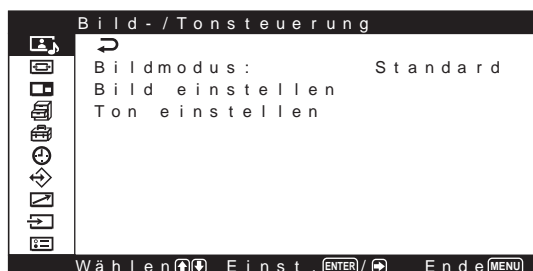 Bild-/Tonsteuerung
Bildmodus: Standard
Bild einstellen
Ton einstellen
Wählen Einst. ENTER / Ende MENU